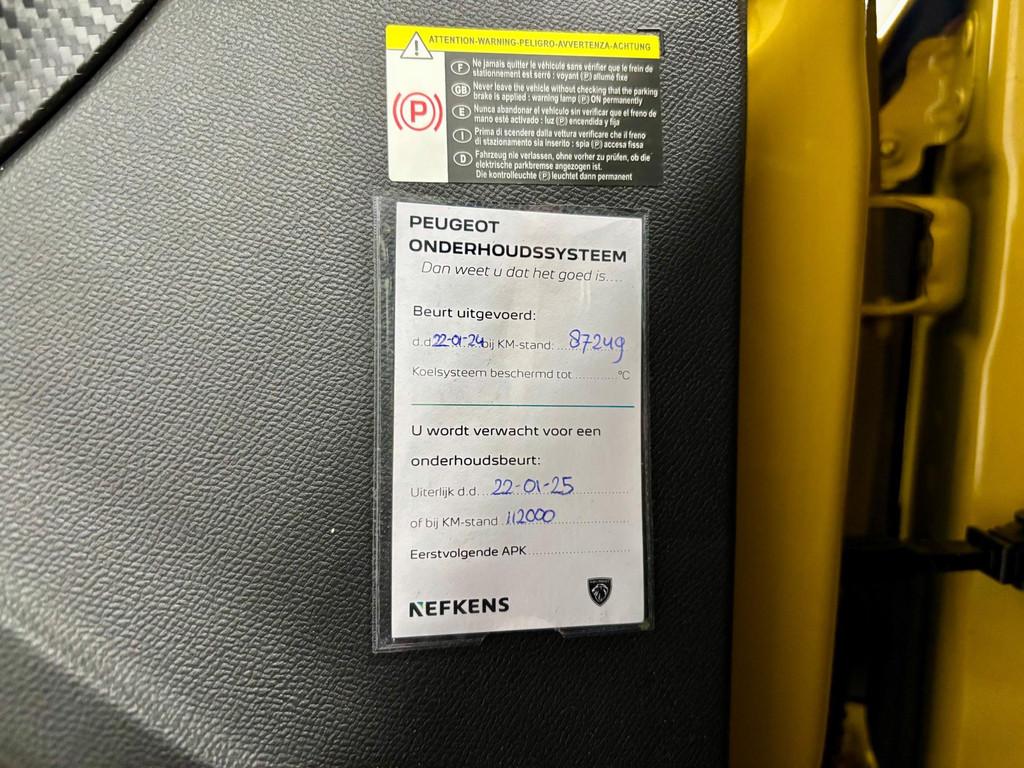 ATTENTION-WARNING-PELIGRO-AVVERTENZA-ACHTUNG
F Ne jamais quitter le véhicule sans vérifier que le frein de
stationnement est serré : voyant (P) allumé fixe
GB Never leave the vehicle without checking that the parking
brake is applied : warning lamp (P) ON permanently
E Nunca abandonar el vehículo sin verificar que el freno de
mano esté activado : luz (P) encendida y fija
I Prima di scendere dalla vettura verificare che il freno
di stazionamento sia inserito : spia (P) accesa fissa
D Fahrzeug nie verlassen, ohne vorher zu prüfen, ob die
elektrische parkbremse angezogen ist.
Die kontrolleuchte (P) leuchtet dann permanent
(P)
PEUGEOT
ONDERHOUDSSYSTEEM
Dan weet u dat het goed is....
Beurt uitgevoerd:
d.d. 22-01-24 bij KM-stand: 87249
Koelsysteem beschermd tot ............°C
U wordt verwacht voor een
onderhoudsbeurt:
Uiterlijk d.d. 22-01-25
of bij KM-stand 112000
Eerstvolgende APK
NEFKENS